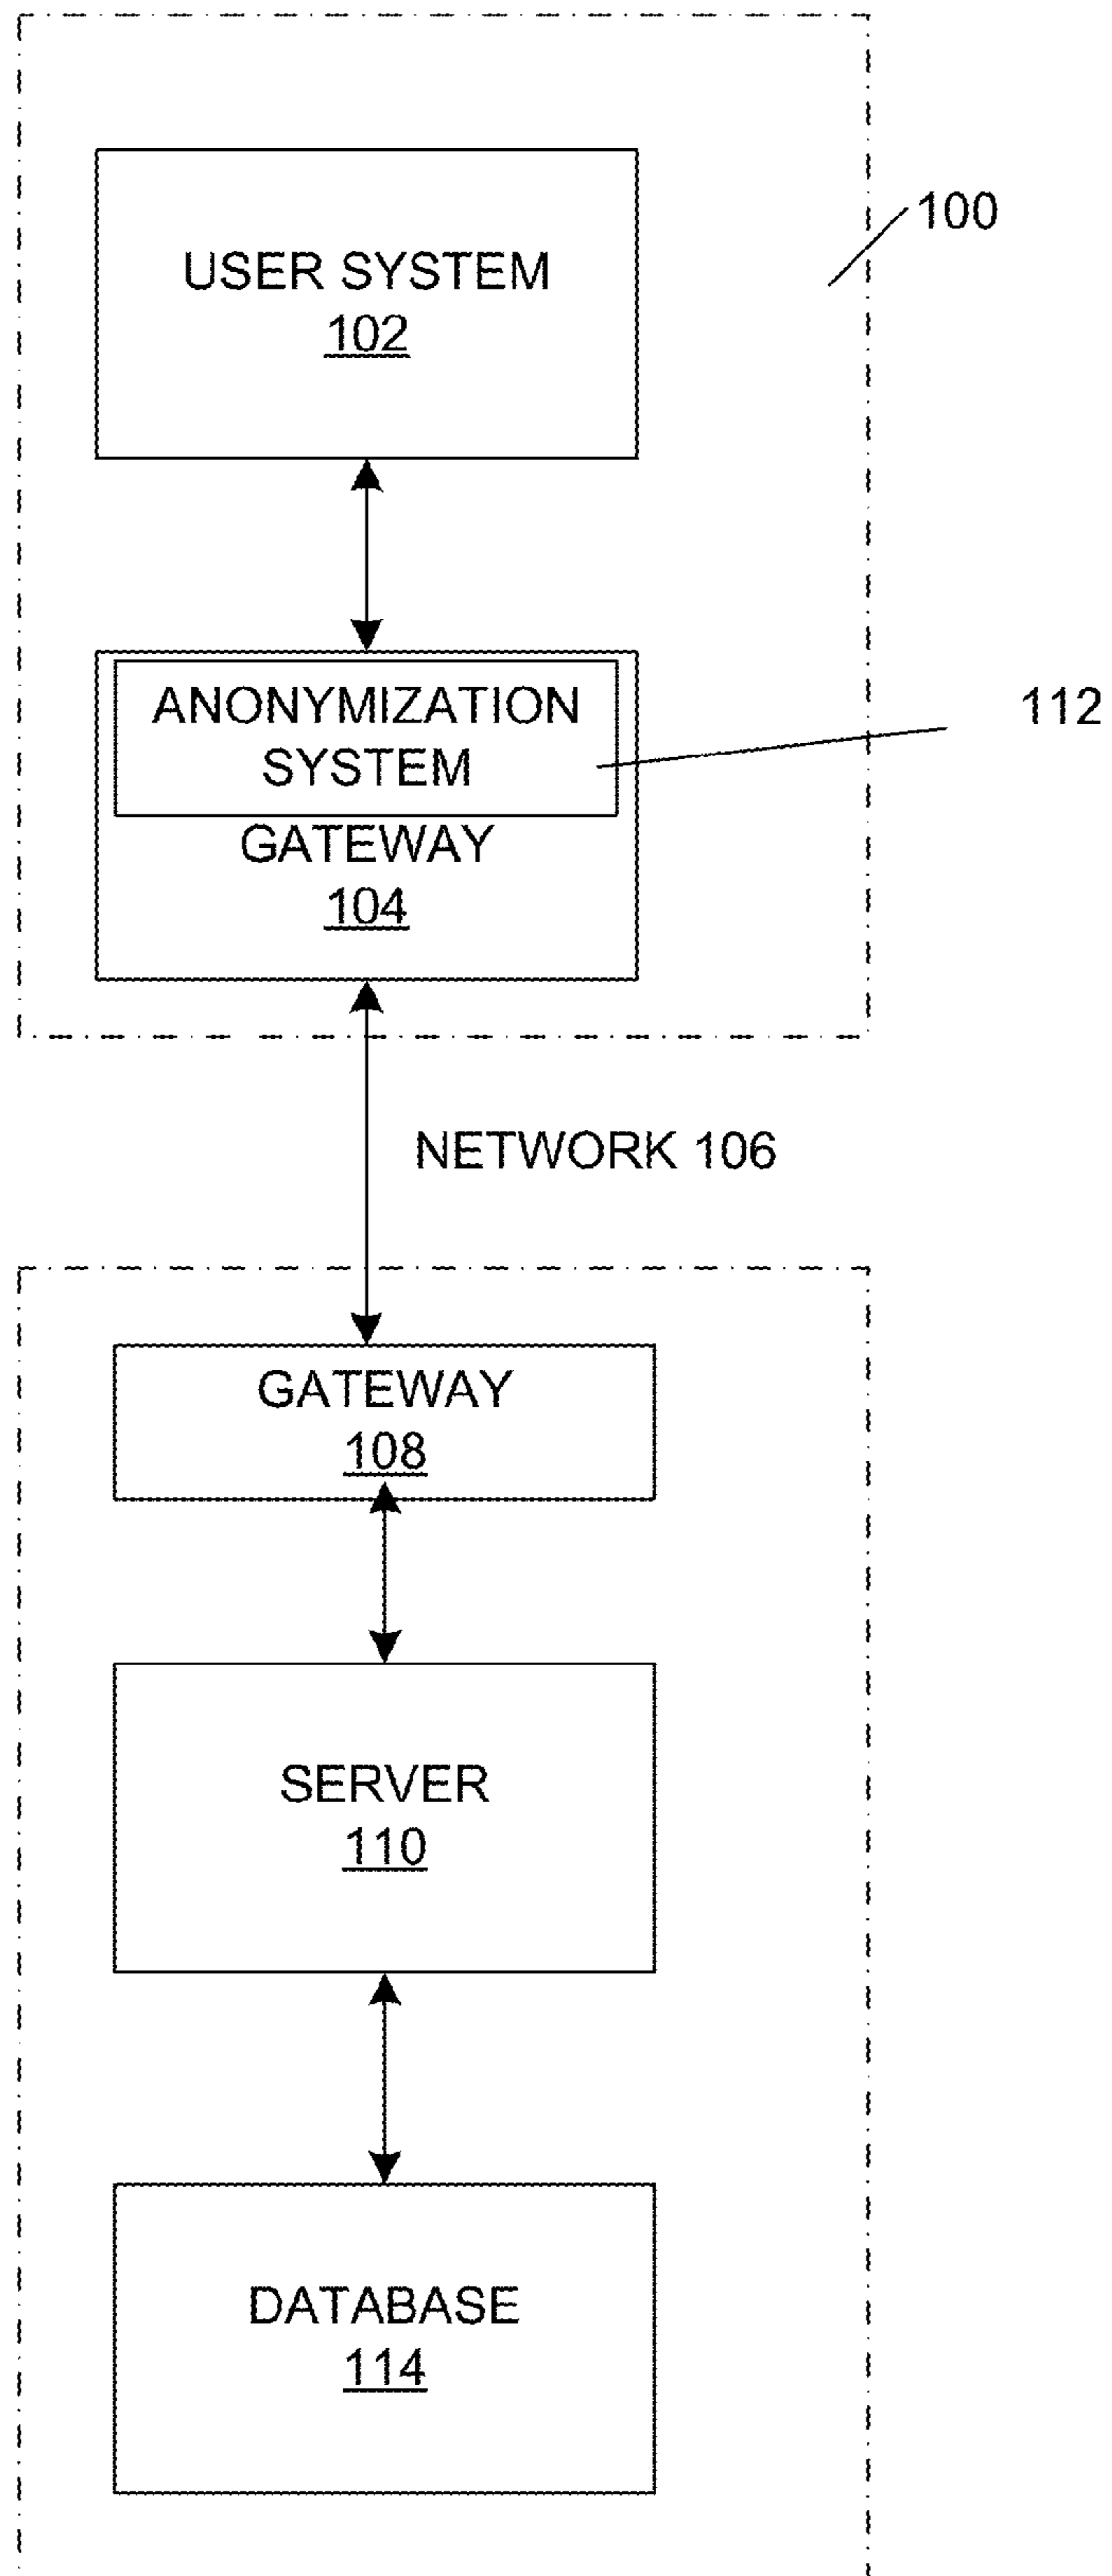 USER SYSTEM
102
100
ANONYMIZATION
SYSTEM
112
GATEWAY
104
NETWORK 106
GATEWAY
108
SERVER
110
DATABASE
114